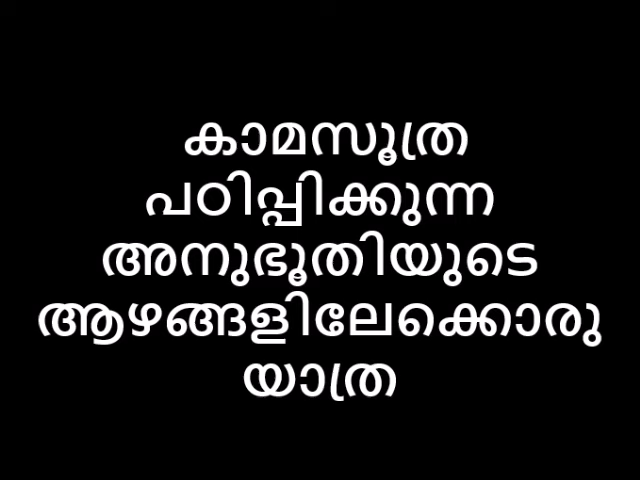 കാമസൂത്ര
പഠിപ്പിക്കുന്ന
അനുഭൂതിയുടെ
ആഴങ്ങളിലേക്കൊരു
യാത്ര